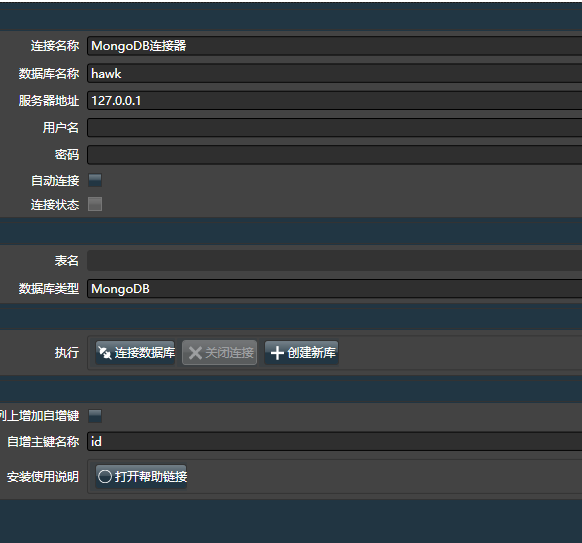 连接名称 MongoDB连接器
数据库名称 hawk
服务器地址 127.0.0.1
用户名
密码
自动连接
连接状态
表名
数据库类型 MongoDB
执行 连接数据库 关闭连接 创建新库
列上增加自增键
自增主键名称 id
安装使用说明 打开帮助链接